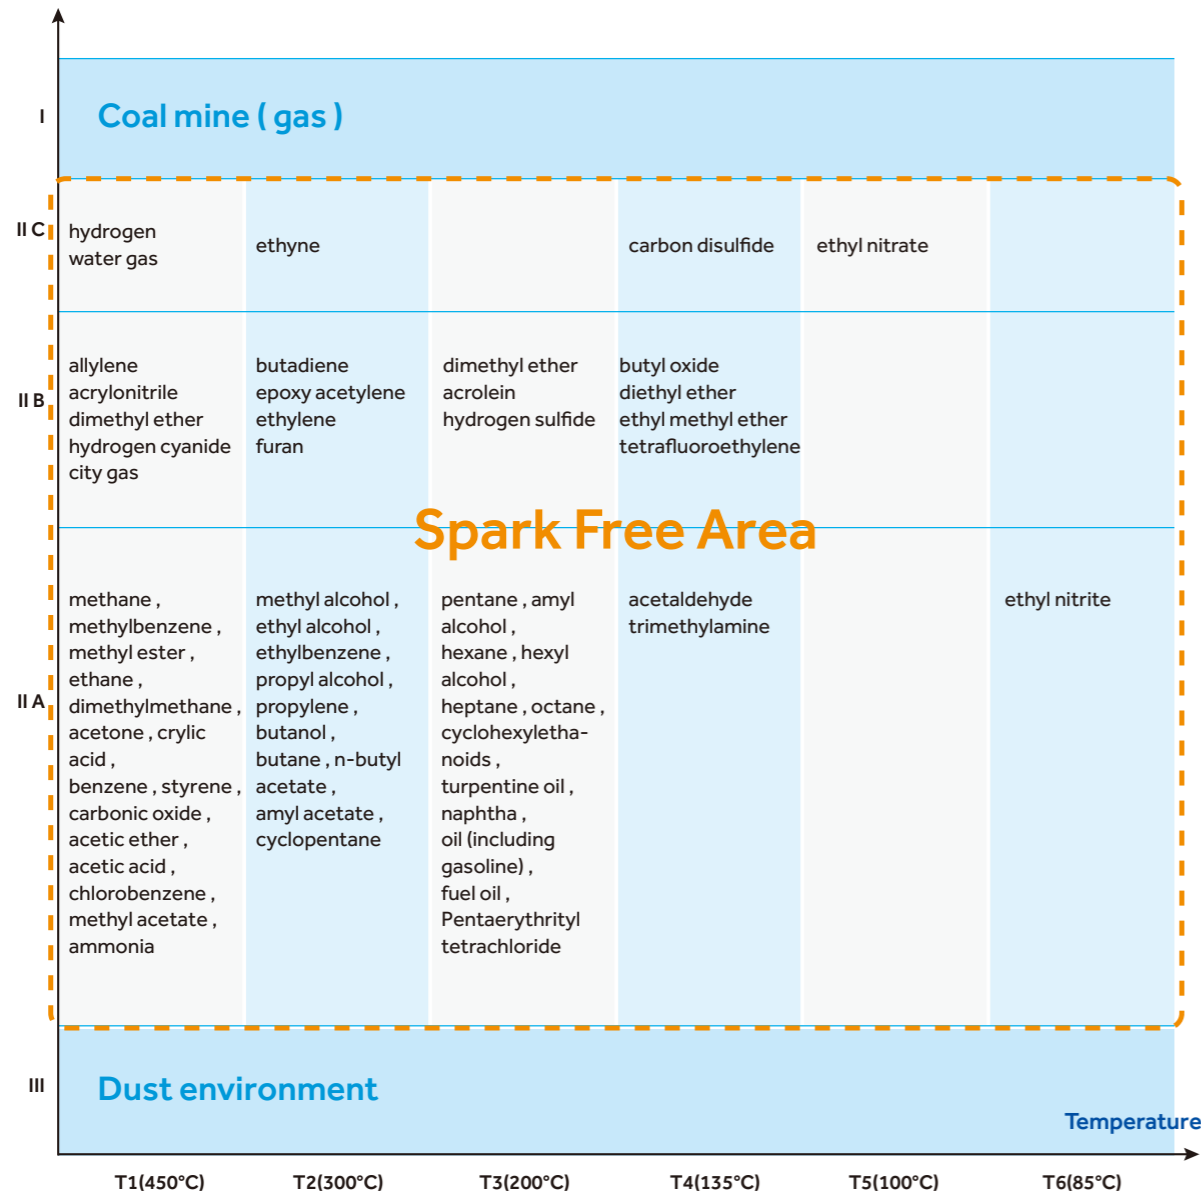 I
Coal mine ( gas )
II C
hydrogen
water gas
ethyne
carbon disulfide
ethyl nitrate
II B
allylene
acrylonitrile
dimethyl ether
hydrogen cyanide
city gas
butadiene
epoxy acetylene
ethylene
furan
dimethyl ether
acrolein
hydrogen sulfide
butyl oxide
diethyl ether
ethyl methyl ether
tetrafluoroethylene
Spark Free Area
II A
methane ,
methylbenzene ,
methyl ester ,
ethane ,
dimethylmethane ,
acetone , crylic
acid ,
benzene , styrene ,
carbonic oxide ,
acetic ether ,
acetic acid ,
chlorobenzene ,
methyl acetate ,
ammonia
methyl alcohol ,
ethyl alcohol ,
ethylbenzene ,
propyl alcohol ,
propylene ,
butanol ,
butane , n-butyl
acetate ,
amyl acetate ,
cyclopentane
pentane , amyl
alcohol ,
hexane , hexyl
alcohol ,
heptane , octane ,
cyclohexyletha-
noids ,
turpentine oil ,
naphtha ,
oil (including
gasoline) ,
fuel oil ,
Pentaerythrityl
tetrachloride
acetaldehyde
trimethylamine
ethyl nitrite
III
Dust environment
Temperature
T1(450°C)
T2(300°C)
T3(200°C)
T4(135°C)
T5(100°C)
T6(85°C)